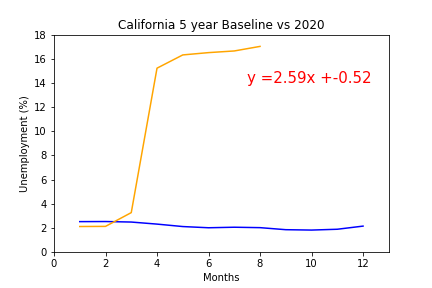 California 5 year Baseline vs 2020
18
16
14
12
10
8
6
4
2
0
Unemployment (%)
y =2.59x +-0.52
0 2 4 6 8 10 12
Months